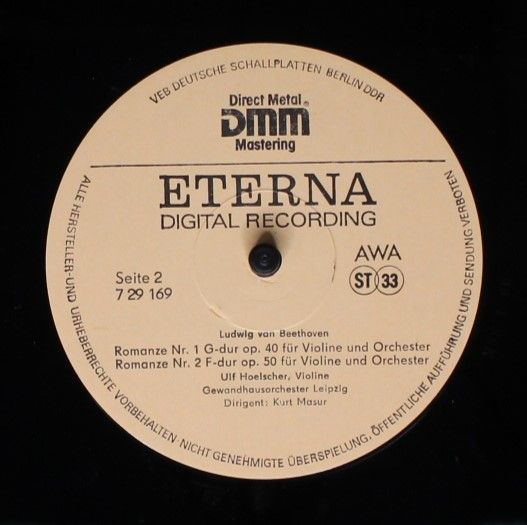 VEB DEUTSCHE SCHALLPLATTEN BERLIN DDR
Direct Metal
DMM
Mastering
ETERNA
DIGITAL RECORDING
AWA
Seite 2
ST 33
7 29 169
Ludwig van Beethoven
Romanze Nr. 1 G-dur op. 40 für Violine und Orchester
Romanze Nr. 2 F-dur op. 50 für Violine und Orchester
Ulf Hoelscher, Violine
Gewandhausorchester Leipzig
Dirigent: Kurt Masur
ALLE HERSTELLER-UND URHEBERRECHTE VORBEHALTEN· NICHT GENEHMIGTE ÜBERSPIELUNG, ÖFFENTLICHE AUFFÜHRUNG UND SENDUNG VERBOTEN